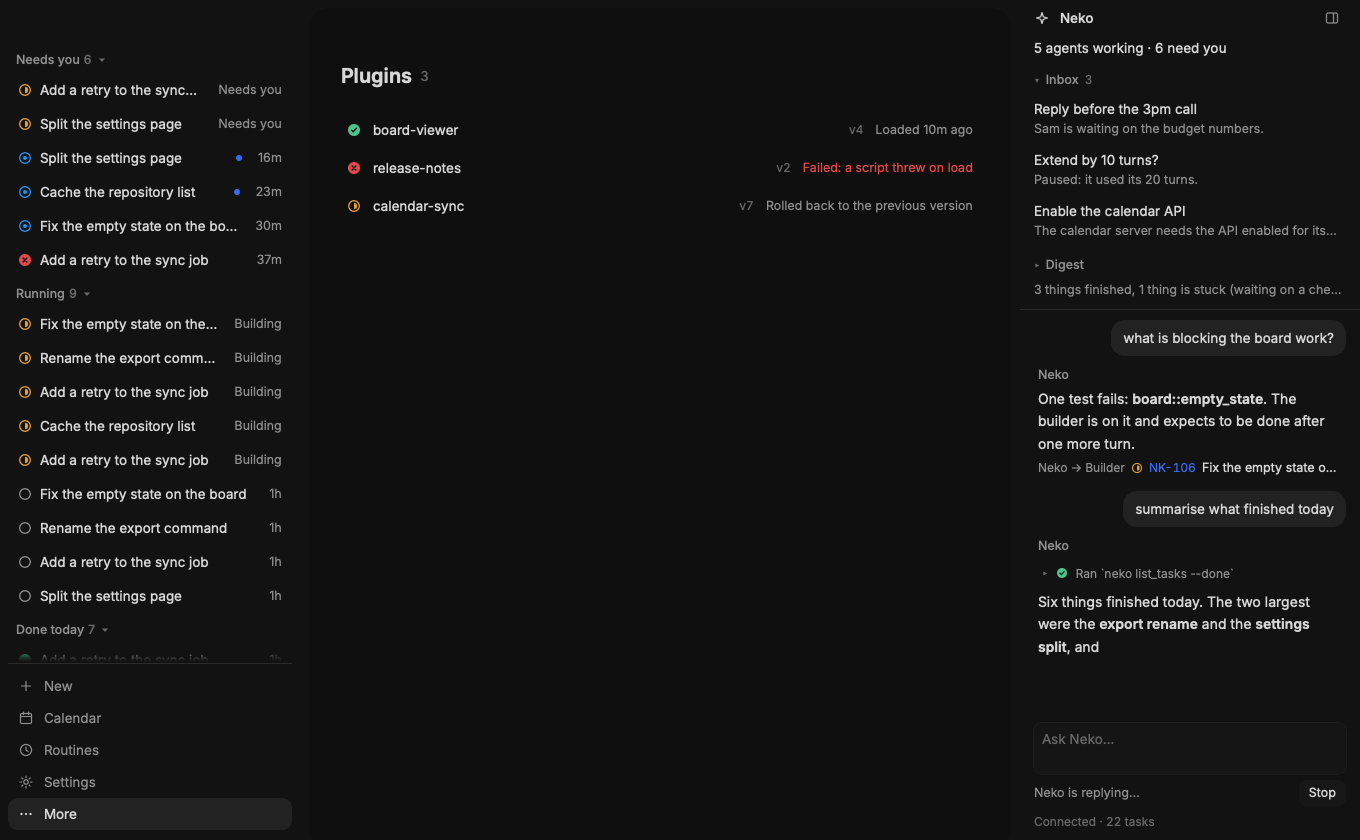 Needs you 6
Add a retry to the sync... Needs you
Split the settings page Needs you
Split the settings page 16m
Cache the repository list 23m
Fix the empty state on the bo... 30m
Add a retry to the sync job 37m
Running 9
Fix the empty state on the... Building
Rename the export comm... Building
Add a retry to the sync job Building
Cache the repository list Building
Add a retry to the sync job Building
Fix the empty state on the board 1h
Rename the export command 1h
Add a retry to the sync job 1h
Split the settings page 1h
Done today 7
Add a retry to the sync job 1h
New
Calendar
Routines
Settings
More
Plugins 3
board-viewer v4 Loaded 10m ago
release-notes v2 Failed: a script threw on load
calendar-sync v7 Rolled back to the previous version
Neko
5 agents working · 6 need you
Inbox 3
Reply before the 3pm call
Sam is waiting on the budget numbers.
Extend by 10 turns?
Paused: it used its 20 turns.
Enable the calendar API
The calendar server needs the API enabled for its...
Digest
3 things finished, 1 thing is stuck (waiting on a che...
what is blocking the board work?
Neko
One test fails: board::empty_state. The
builder is on it and expects to be done after
one more turn.
Neko → Builder NK-106 Fix the empty state o...
summarise what finished today
Neko
Ran `neko list_tasks --done`
Six things finished today. The two largest
were the export rename and the settings
split, and
Ask Neko...
Neko is replying... Stop
Connected · 22 tasks